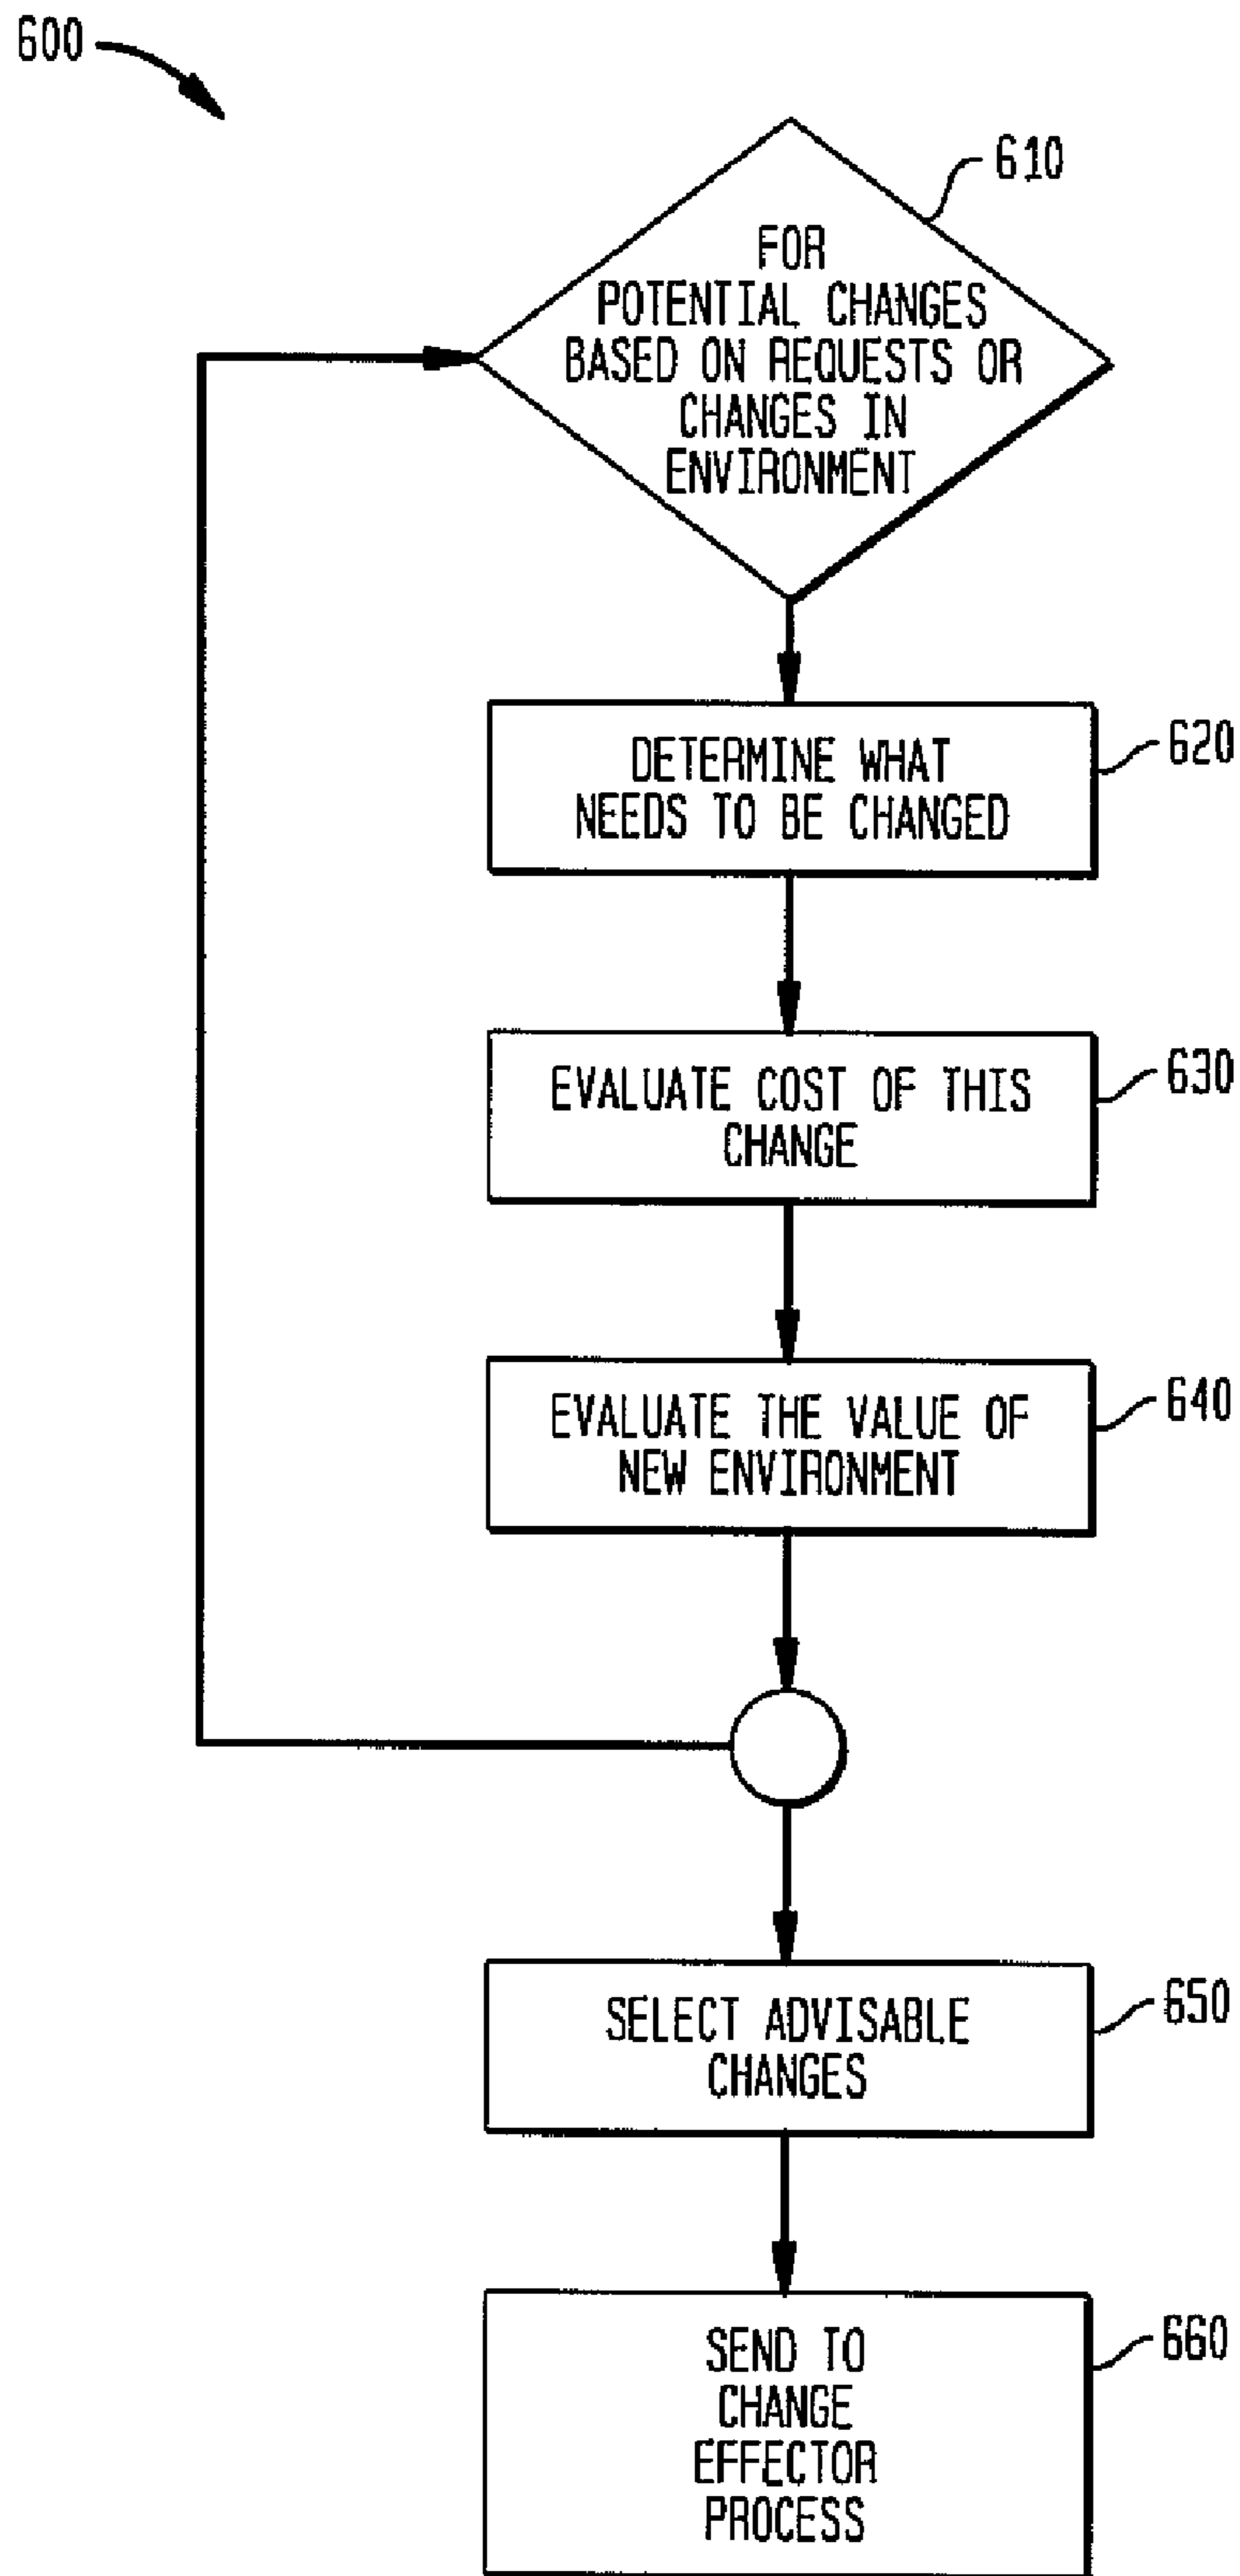 600
610
FOR
POTENTIAL CHANGES
BASED ON REQUESTS OR
CHANGES IN
ENVIRONMENT
620
DETERMINE WHAT
NEEDS TO BE CHANGED
630
EVALUATE COST OF THIS
CHANGE
640
EVALUATE THE VALUE OF
NEW ENVIRONMENT
650
SELECT ADVISABLE
CHANGES
660
SEND TO
CHANGE
EFFECTOR
PROCESS